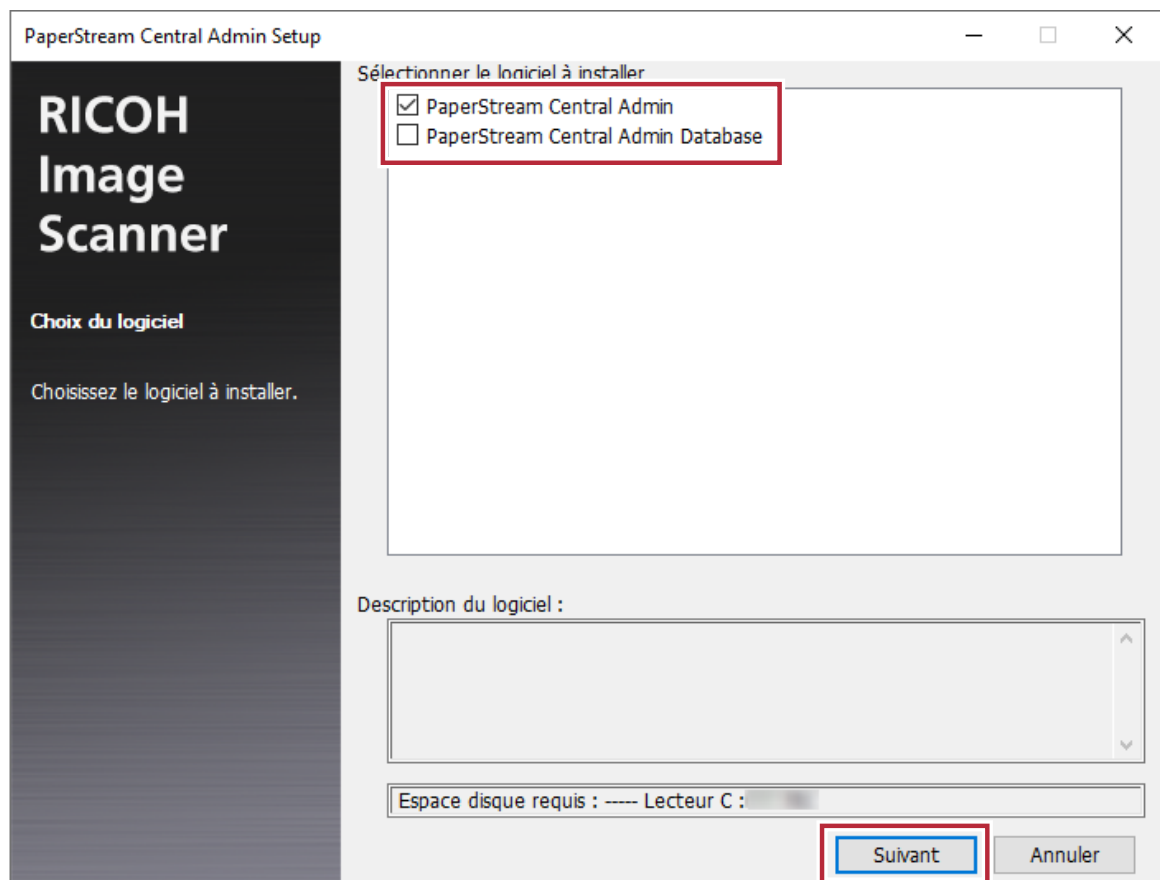 PaperStream Central Admin Setup
RICOH
Image
Scanner
Choix du logiciel
Choisissez le logiciel à installer.
Sélectionner le logiciel à installer
PaperStream Central Admin
PaperStream Central Admin Database
Description du logiciel :
Espace disque requis : ----- Lecteur C :
Suivant
Annuler